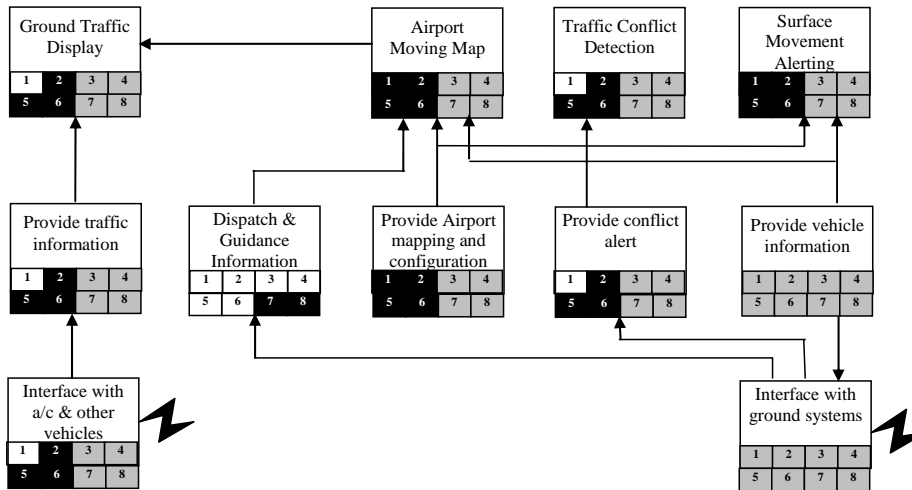 Ground Traffic
Display
1 2 3 4
5 6 7 8
Airport
Moving Map
1 2 3 4
5 6 7 8
Traffic Conflict
Detection
1 2 3 4
5 6 7 8
Surface
Movement
Alerting
1 2 3 4
5 6 7 8
Provide traffic
information
1 2 3 4
5 6 7 8
Dispatch &
Guidance
Information
1 2 3 4
5 6 7 8
Provide Airport
mapping and
configuration
1 2 3 4
5 6 7 8
Provide conflict
alert
1 2 3 4
5 6 7 8
Provide vehicle
information
1 2 3 4
5 6 7 8
Interface with
a/c & other
vehicles
1 2 3 4
5 6 7 8
Interface with
ground systems
1 2 3 4
5 6 7 8